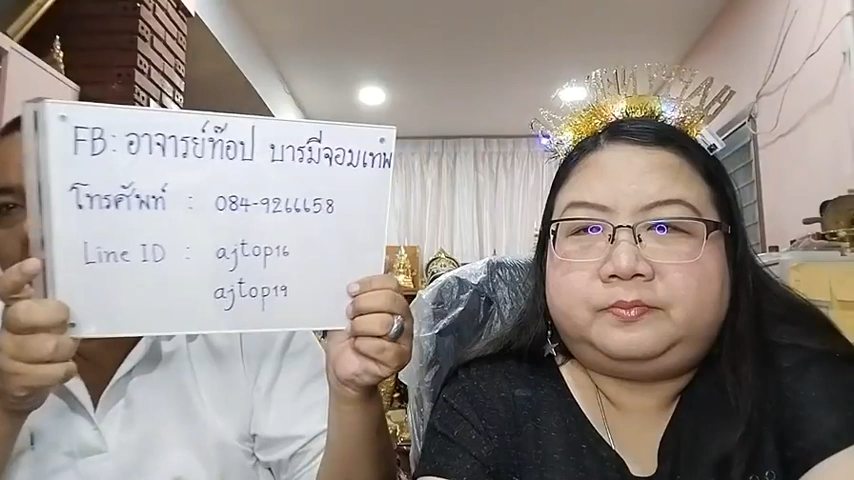 FB: อาจารย์ท๊อป บารมีจอมเทพ
โทรศัพท์ : 084-9266658
Line ID : ajtop16
ajtop19